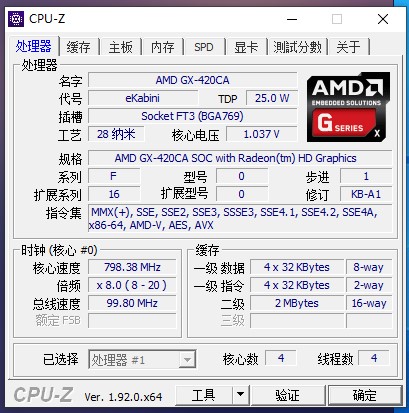 CPU-Z
处理器 缓存 主板 内存 SPD 显卡 測試分數 关于
处理器
名字 AMD GX-420CA
代号 eKabini TDP 25.0 W
插槽 Socket FT3 (BGA769)
工艺 28 纳米 核心电压 1.037 V
AMD
EMBEDDED SOLUTIONS
G SERIES X
规格 AMD GX-420CA SOC with Radeon(tm) HD Graphics
系列 F 型号 0 步进 1
扩展系列 16 扩展型号 0 修订 KB-A1
指令集 MMX(+), SSE, SSE2, SSE3, SSSE3, SSE4.1, SSE4.2, SSE4A,
x86-64, AMD-V, AES, AVX
时钟 (核心 #0) 缓存
核心速度 798.38 MHz 一级 数据 4 x 32 KBytes 8-way
倍频 x 8.0 ( 8 - 20 ) 一级 指令 4 x 32 KBytes 2-way
总线速度 99.80 MHz 二级 2 MBytes 16-way
额定 FSB 三级
已选择 处理器 #1 核心数 4 线程数 4
CPU-Z Ver. 1.92.0.x64 工具 验证 确定